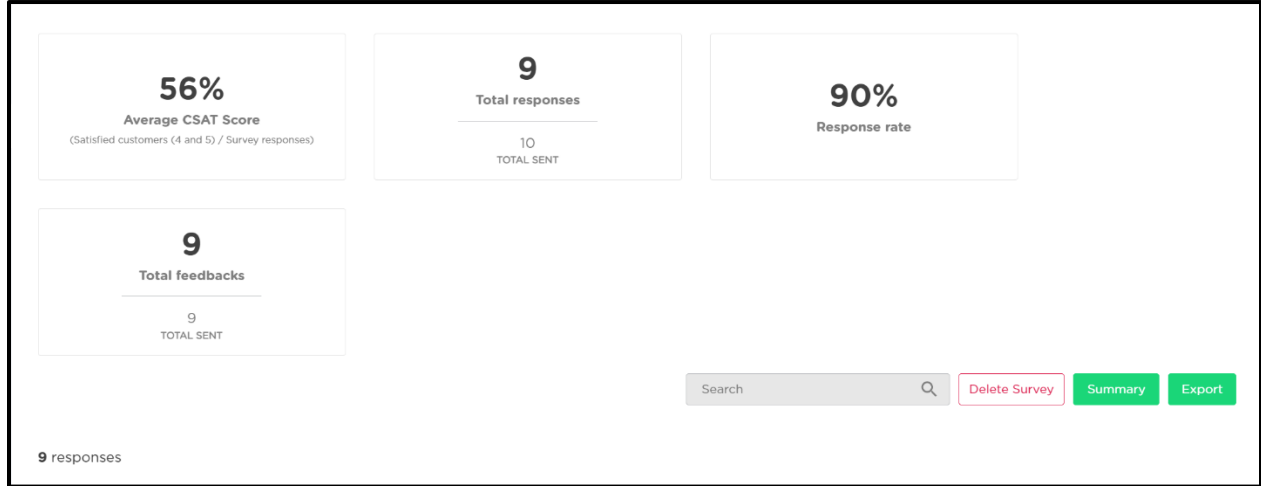 56%
Average CSAT Score
(Satisfied customers (4 and 5) / Survey responses)
9
Total responses
10
TOTAL SENT
90%
Response rate
9
Total feedbacks
9
TOTAL SENT
Search
Delete Survey
Summary
Export
9 responses